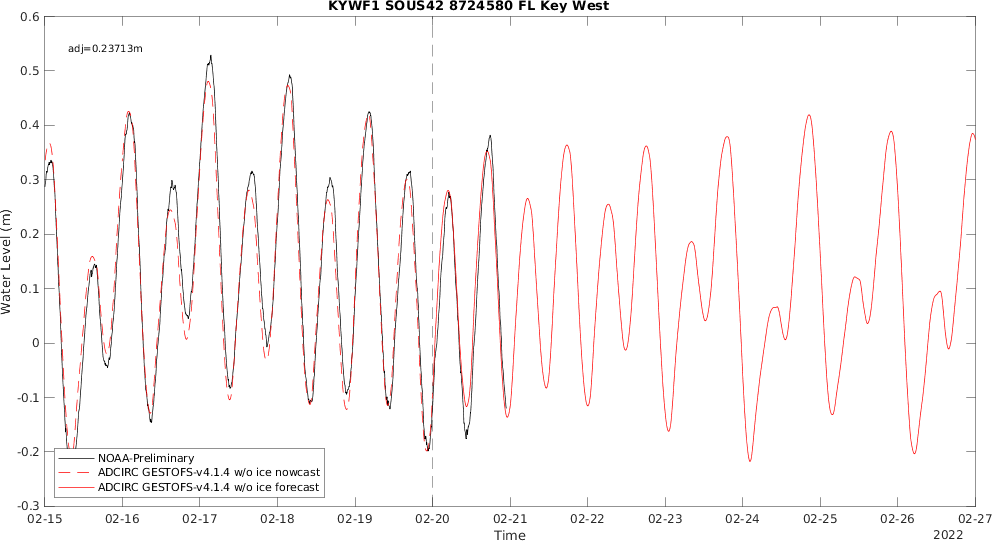 KYWF1 SOUS42 8724580 FL Key West
adj=0.23713m
Water Level (m)
0.6
0.5
0.4
0.3
0.2
0.1
0
-0.1
-0.2
-0.3
NOAA-Preliminary
ADCIRC GESTOFS-v4.1.4 w/o ice nowcast
ADCIRC GESTOFS-v4.1.4 w/o ice forecast
02-15 02-16 02-17 02-18 02-19 02-20 02-21 02-22 02-23 02-24 02-25 02-26 02-27
Time
2022